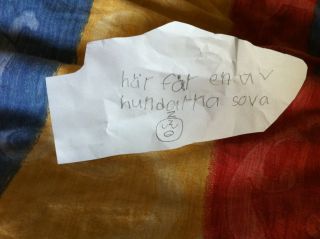 här får en av
hundarna sova